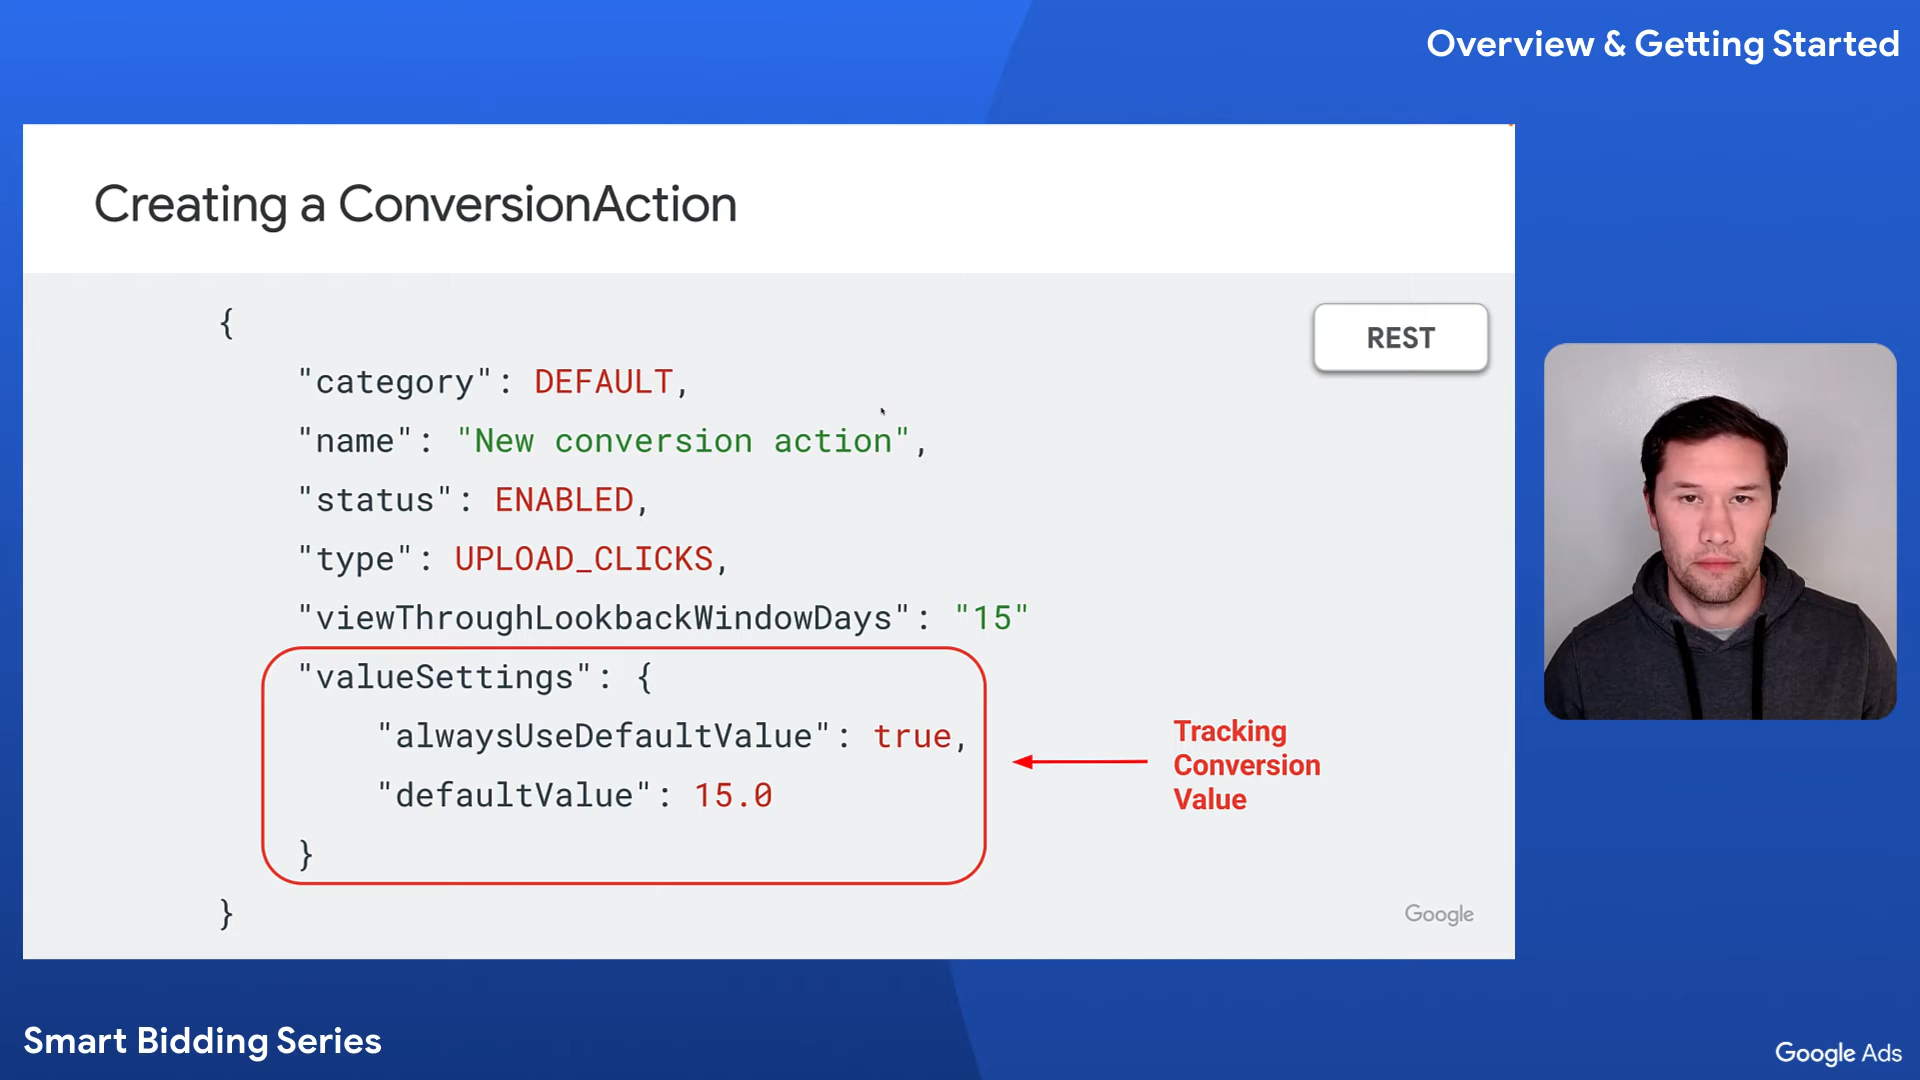 Overview & Getting Started
Creating a ConversionAction
REST
{
"category": DEFAULT,
"name": "New conversion action",
"status": ENABLED,
"type": UPLOAD_CLICKS,
"viewThroughLookbackWindowDays": "15"
"valueSettings": {
"alwaysUseDefaultValue": true,
"defaultValue": 15.0
}
}
Tracking
Conversion
Value
Google
Smart Bidding Series
Google Ads